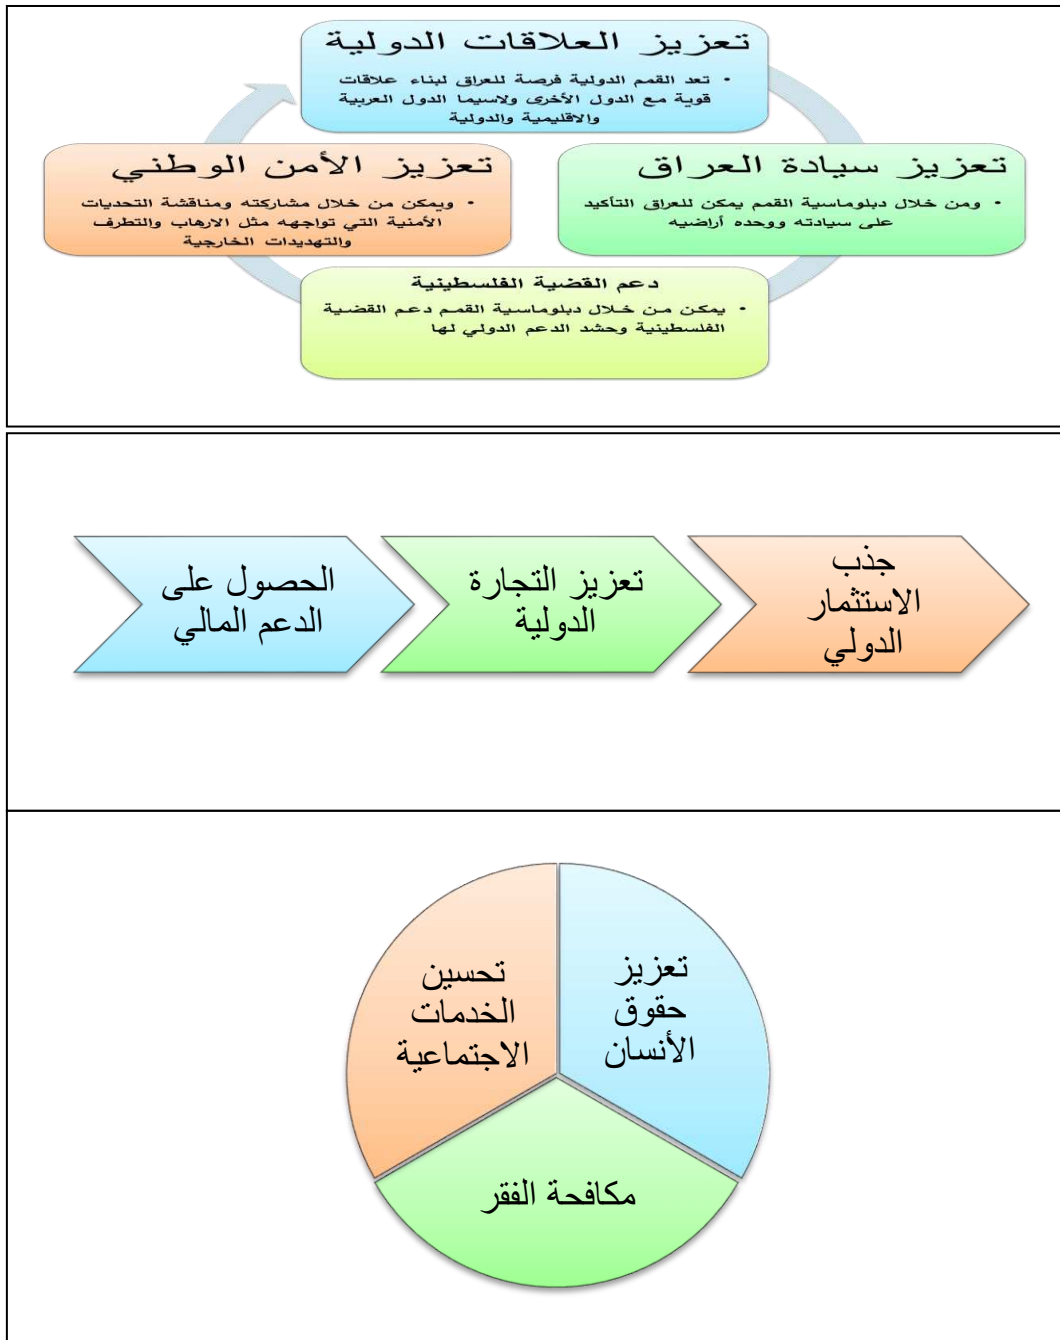 تعزيز العلاقات الدولية
• تعد القمم الدولية فرصة للعراق لبناء علاقات
قوية مع الدول الأخرى ولاسيما الدول العربية
والاقليمية والدولية
تعزيز سيادة العراق
• ومن خلال دبلوماسية القمم يمكن للعراق التأكيد
على سيادته ووحده أراضيه
دعم القضية الفلسطينية
• يمكن من خلال دبلوماسية القمم دعم القضية
الفلسطينية وحشد الدعم الدولي لها
تعزيز الأمن الوطني
• ويمكن من خلال مشاركته ومناقشة التحديات
الأمنية التي تواجهه مثل الارهاب والتطرف
والتهديدات الخارجية
جذب
الاستثمار
الدولي
تعزيز التجارة
الدولية
الحصول على
الدعم المالي
تعزيز
حقوق
الأنسان
مكافحة الفقر
تحسين
الخدمات
الاجتماعية